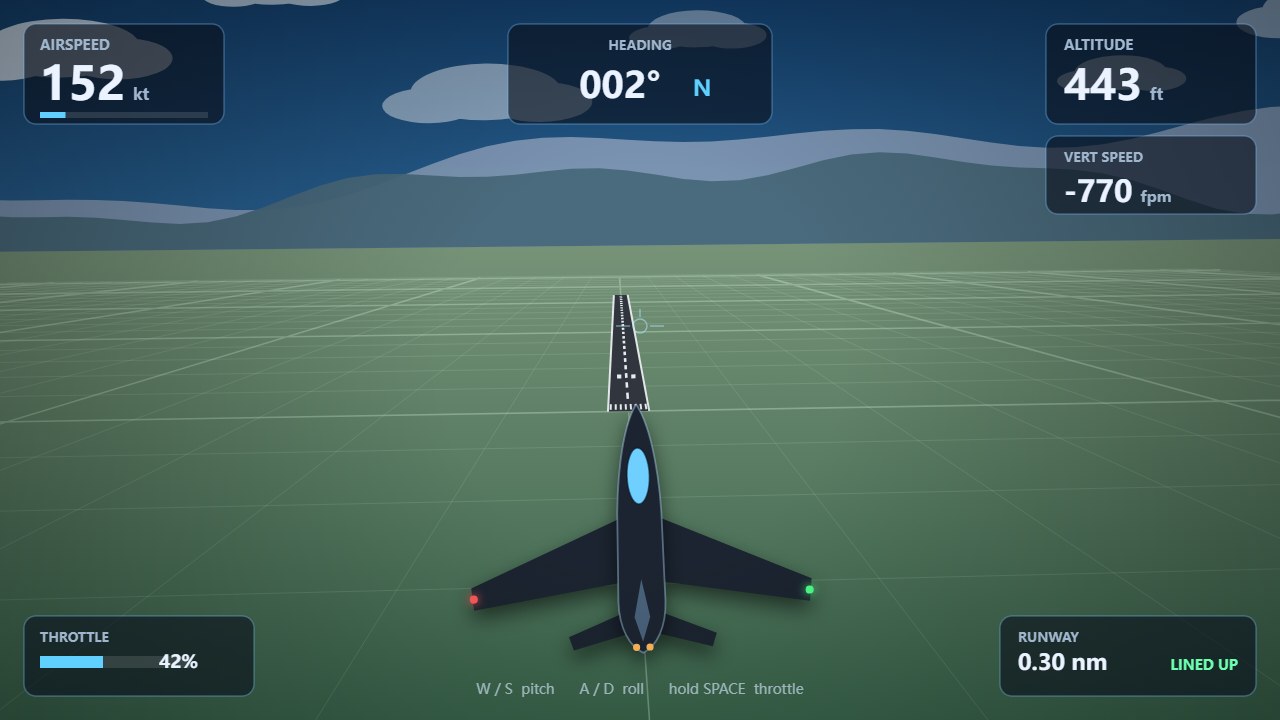 AIRSPEED
152 kt
HEADING
002° N
ALTITUDE
443 ft
VERT SPEED
-770 fpm
THROTTLE
42%
RUNWAY
0.30 nm LINED UP
W / S pitch A / D roll hold SPACE throttle